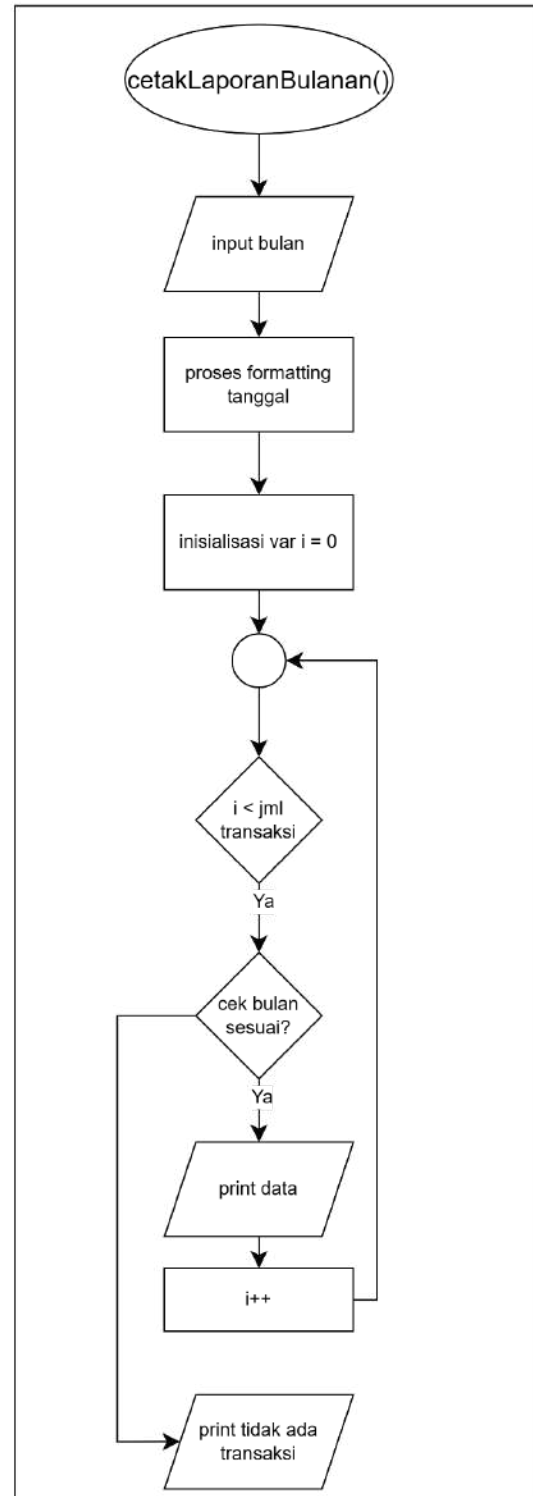 cetakLaporanBulanan()
input bulan
proses formatting
tanggal
inisialisasi var i = 0
i < jml
transaksi
Ya
cek bulan
sesuai?
Ya
print data
i++
print tidak ada
transaksi